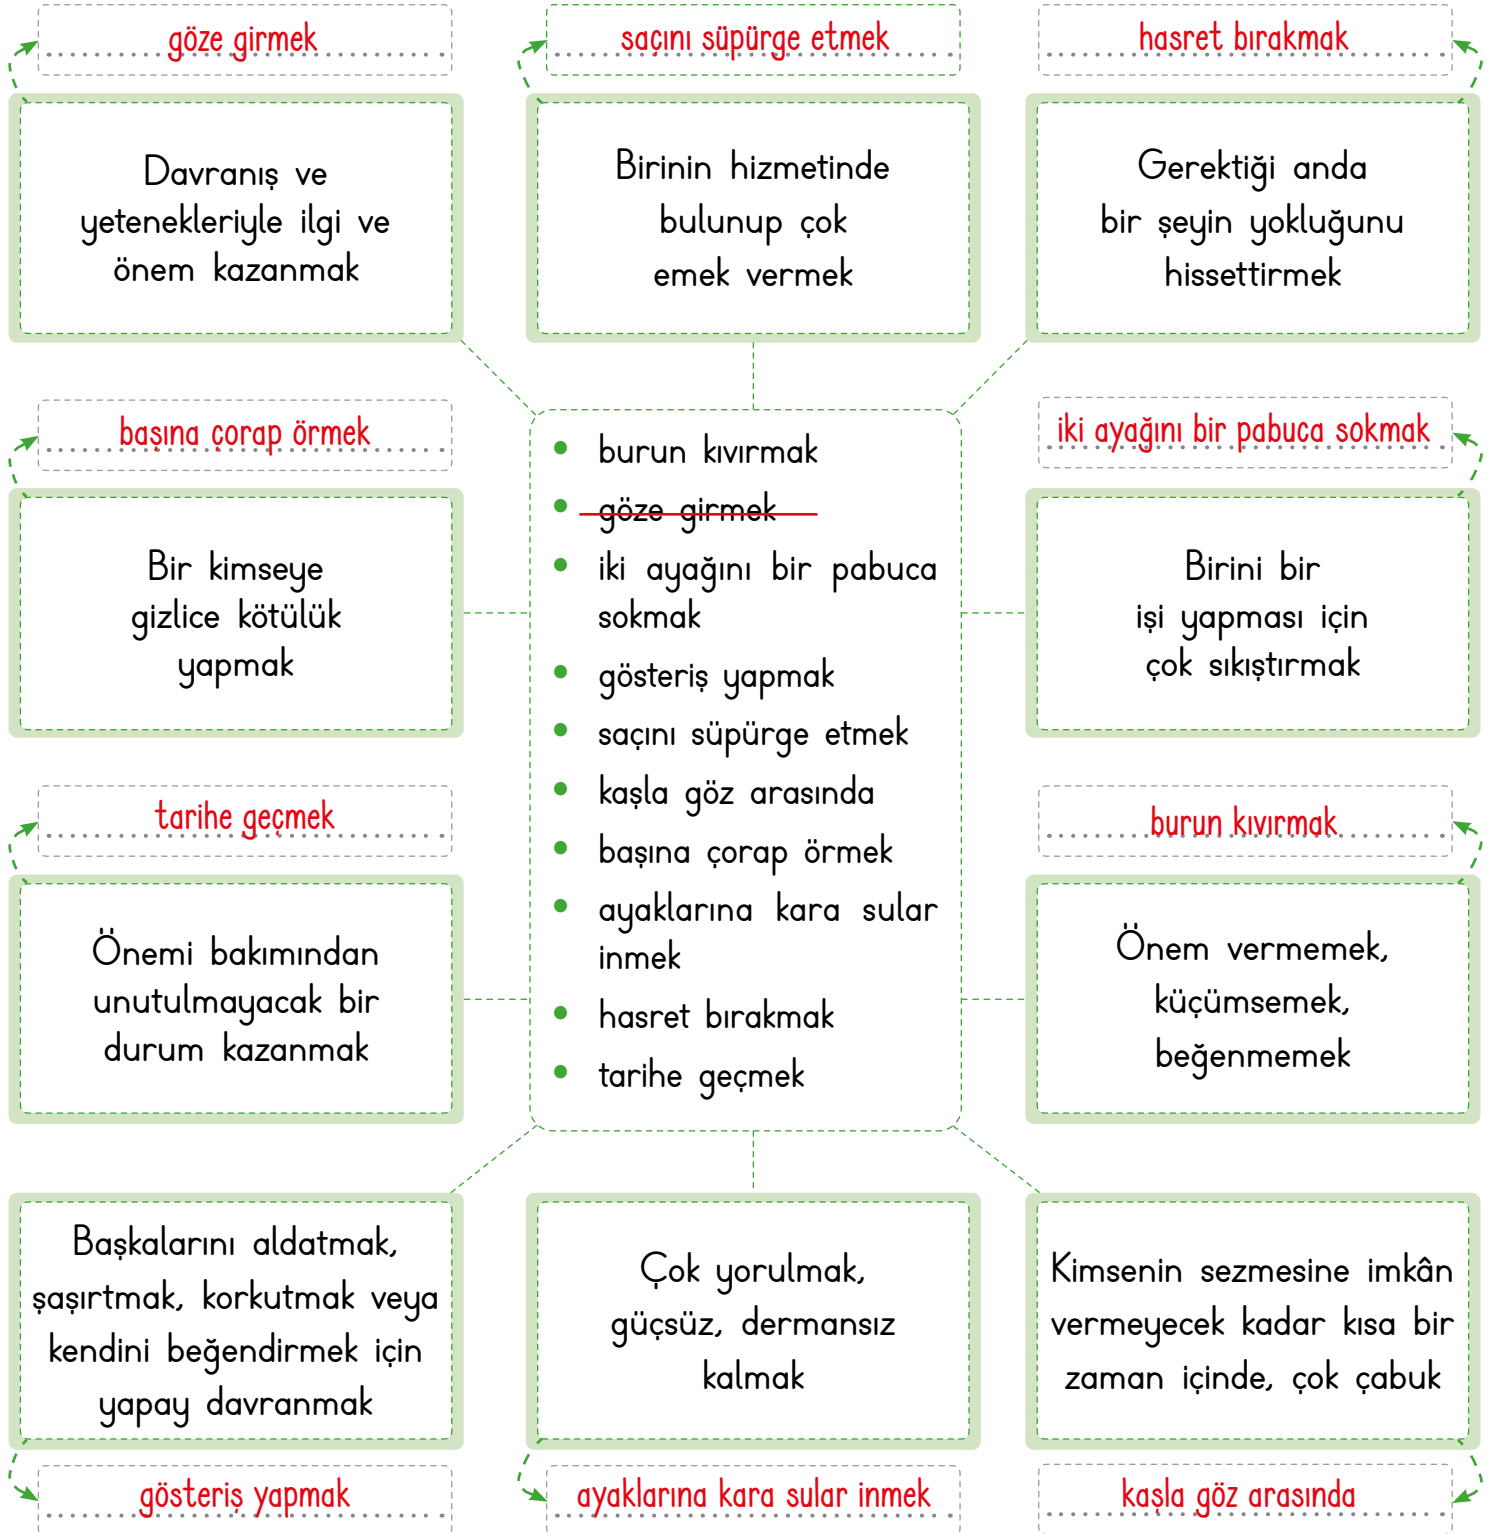 göze girmek
saçını süpürge etmek
hasret bırakmak
Davranış ve
yetenekleriyle ilgi ve
önem kazanmak
Birinin hizmetinde
bulunup çok
emek vermek
Gerektiği anda
bir şeyin yokluğunu
hissettirmek
başına çorap örmek
Bir kimseye
gizlice kötülük
yapmak
burun kıvırmak
göze girmek
iki ayağını bir pabuca
sokmak
gösteriş yapmak
saçını süpürge etmek
kaşla göz arasında
başına çorap örmek
ayaklarına kara sular
inmek
hasret bırakmak
tarihe geçmek
iki ayağını bir pabuca sokmak
Birini bir
işi yapması için
çok sıkıştırmak
tarihe geçmek
Önemi bakımından
unutulmayacak bir
durum kazanmak
burun kıvırmak
Önem vermemek,
küçümsemek,
beğenmemek
Başkalarını aldatmak,
şaşırtmak, korkutmak veya
kendini beğendirmek için
yapay davranmak
gösteriş yapmak
Çok yorulmak,
güçsüz, dermansız
kalmak
ayaklarına kara sular inmek
Kimsenin sezmesine imkân
vermeyecek kadar kısa bir
zaman içinde, çok çabuk
kaşla göz arasında